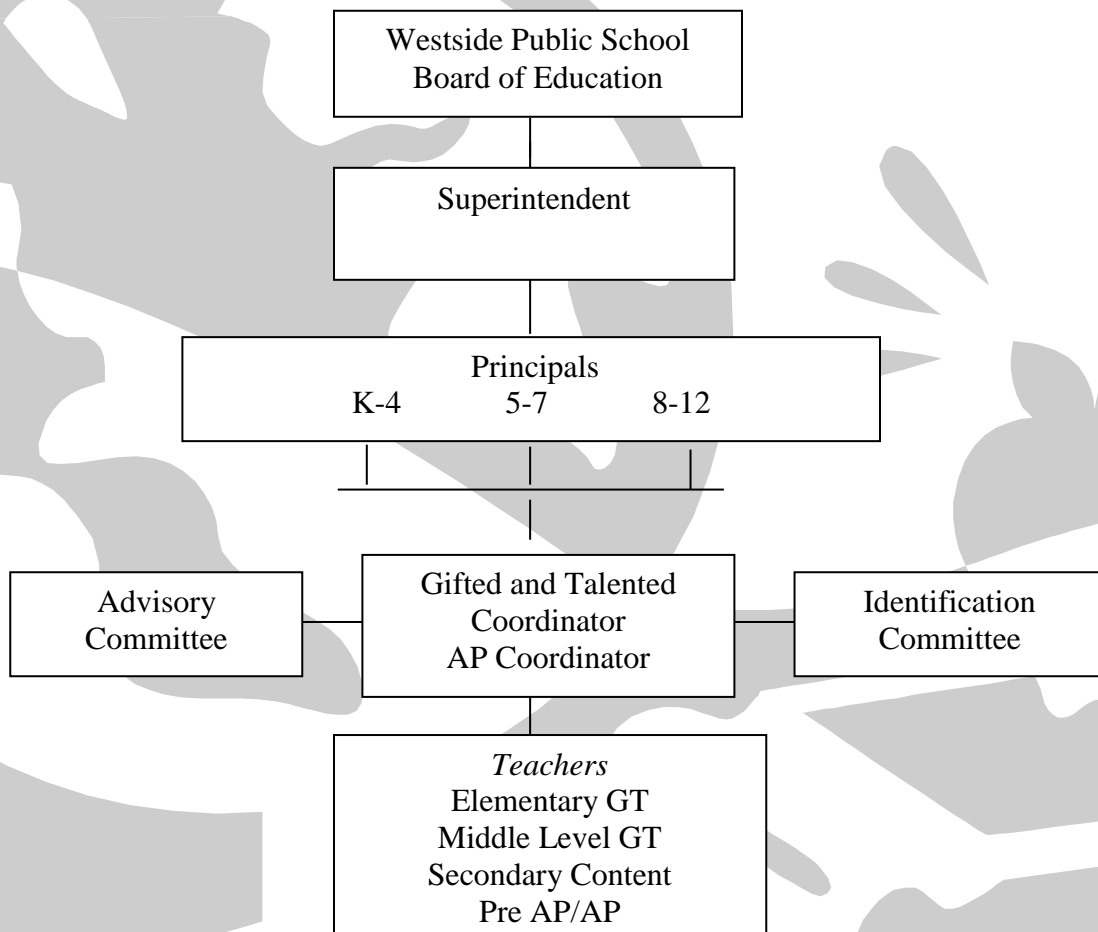 Westside Public School
Board of Education
Superintendent
Principals
K-4 5-7 8-12
Advisory
Committee
Gifted and Talented
Coordinator
AP Coordinator
Identification
Committee
Teachers
Elementary GT
Middle Level GT
Secondary Content
Pre AP/AP